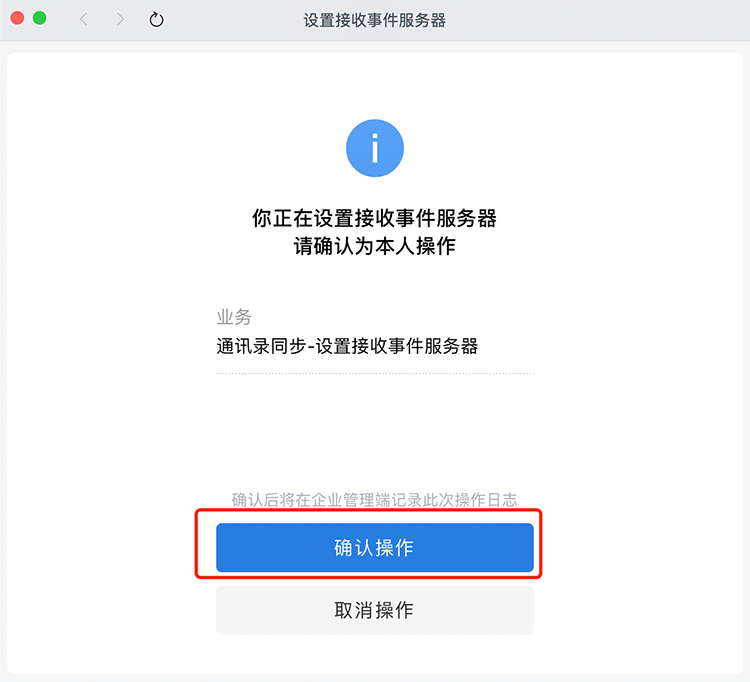 设置接收事件服务器
你正在设置接收事件服务器
请确认为本人操作
业务
通讯录同步-设置接收事件服务器
确认后将在企业管理端记录此次操作日志
确认操作
取消操作